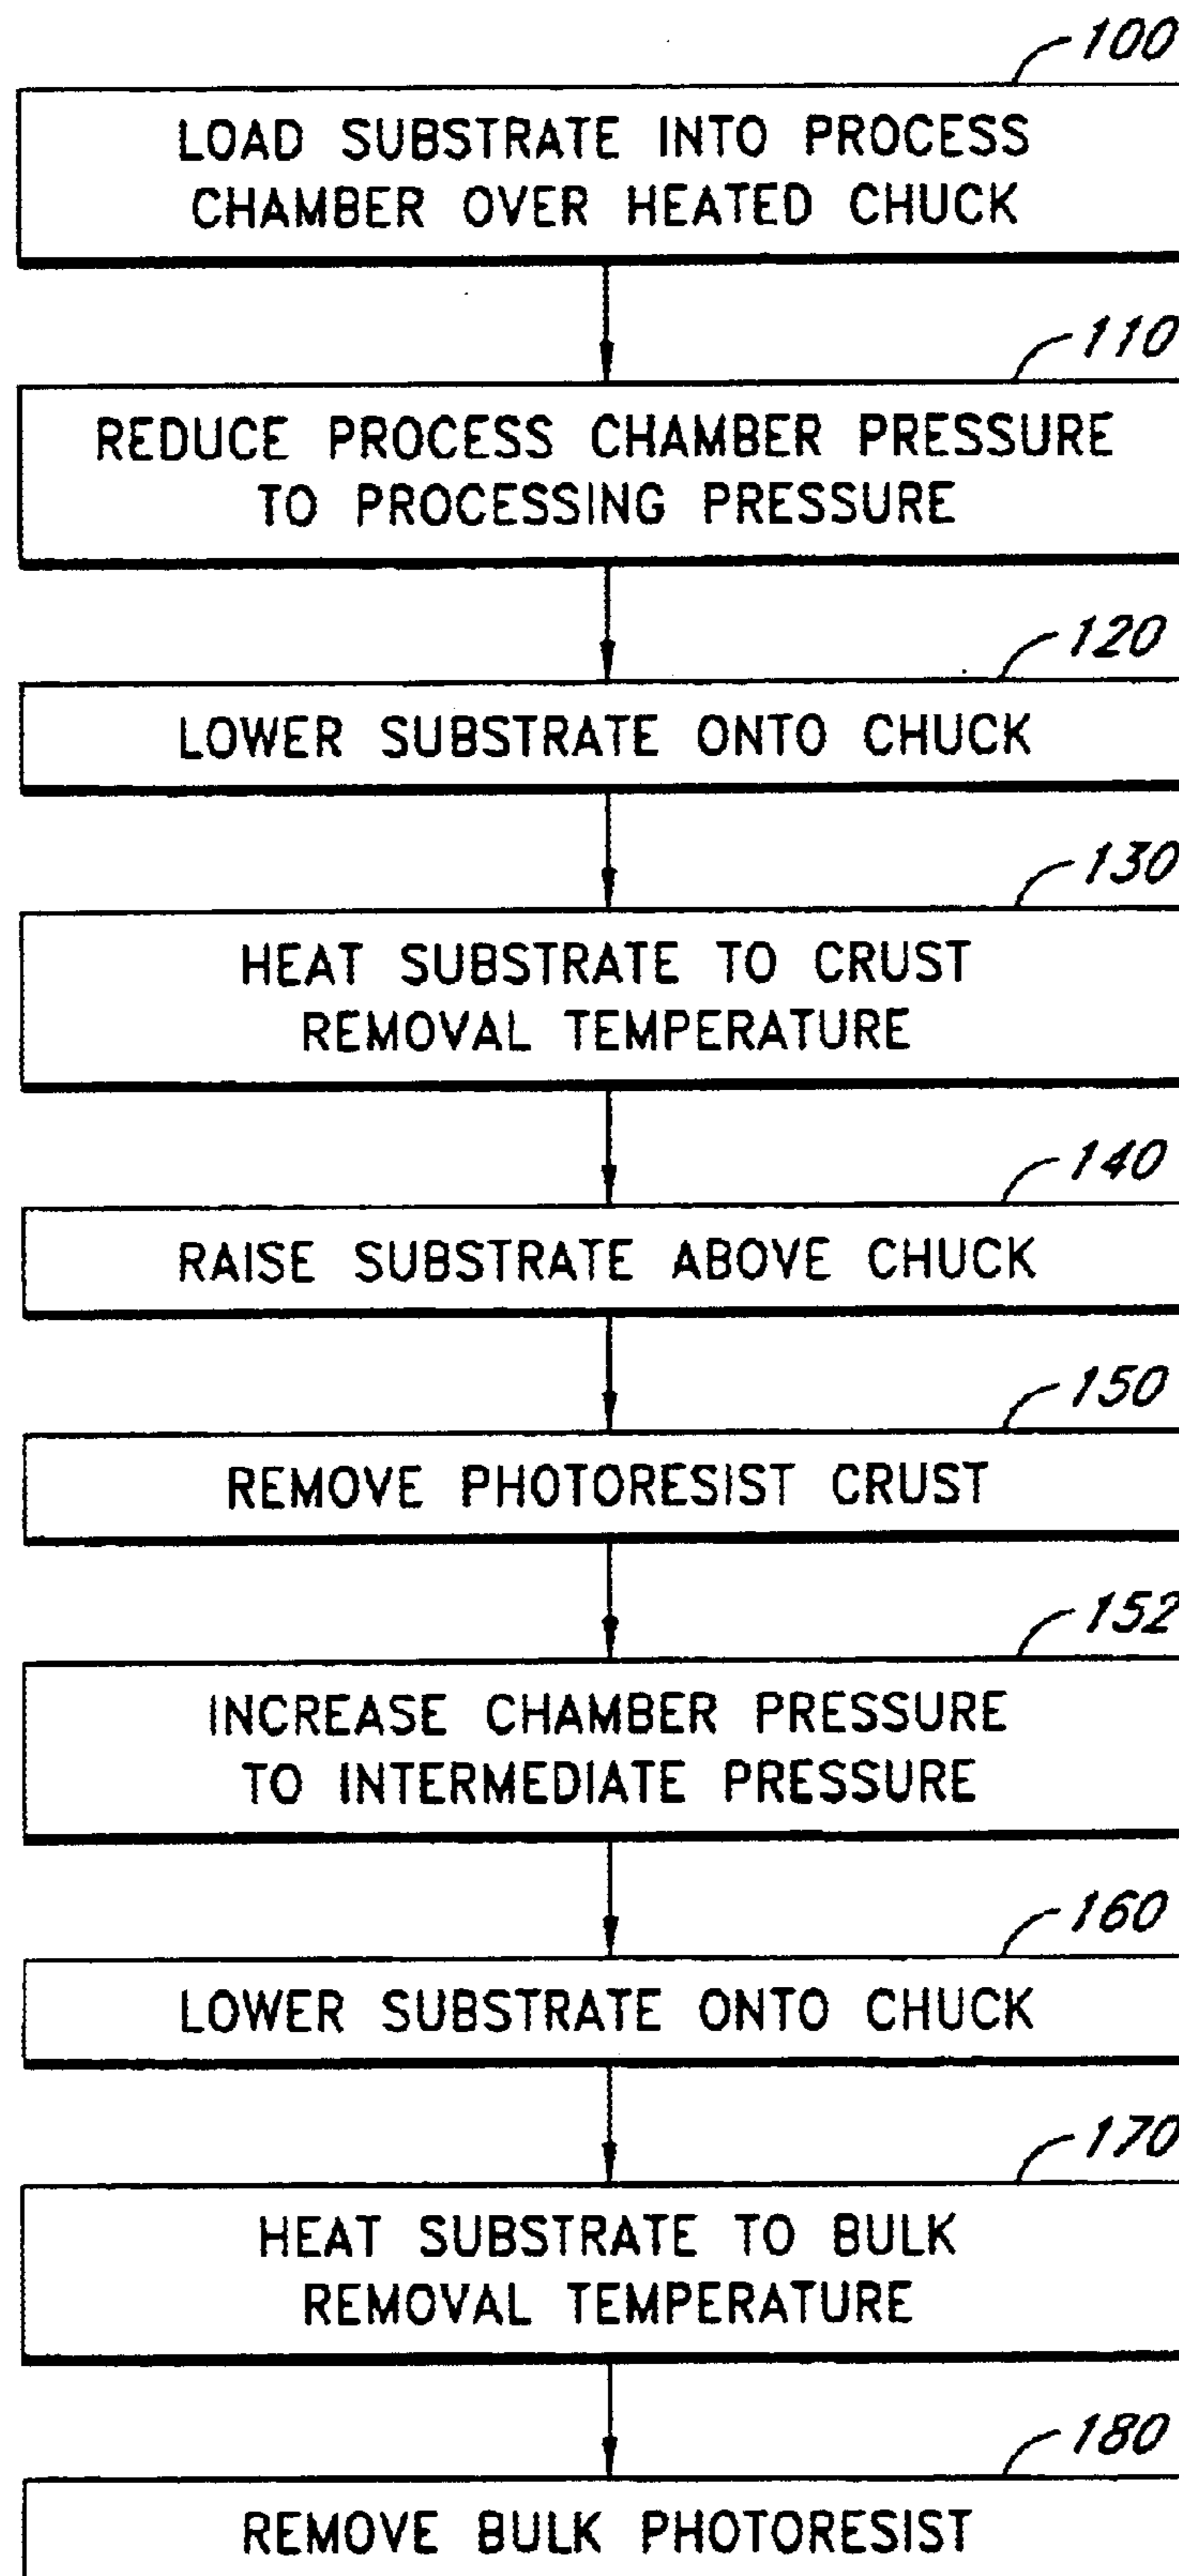 100
LOAD SUBSTRATE INTO PROCESS
CHAMBER OVER HEATED CHUCK
110
REDUCE PROCESS CHAMBER PRESSURE
TO PROCESSING PRESSURE
120
LOWER SUBSTRATE ONTO CHUCK
130
HEAT SUBSTRATE TO CRUST
REMOVAL TEMPERATURE
140
RAISE SUBSTRATE ABOVE CHUCK
150
REMOVE PHOTORESIST CRUST
152
INCREASE CHAMBER PRESSURE
TO INTERMEDIATE PRESSURE
160
LOWER SUBSTRATE ONTO CHUCK
170
HEAT SUBSTRATE TO BULK
REMOVAL TEMPERATURE
180
REMOVE BULK PHOTORESIST